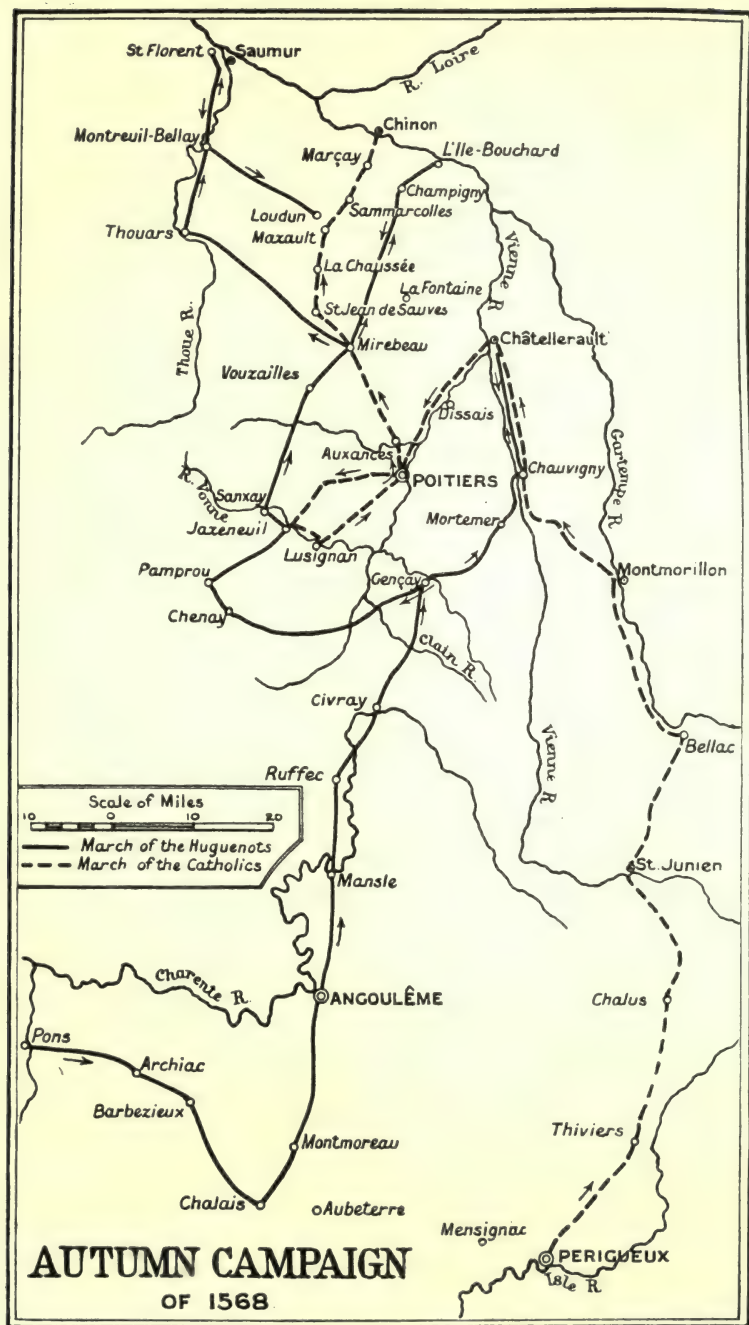 St Florent
Saumur
R. Loire
Montreuil-Bellay
Chinon
Marçay
L'Ile-Bouchard
Champigny
Loudun
Sammarcolles
Thouars
Maxault
Vienne R
La Chaussée
La Fontaine
St Jean de Sauves
Thoue R.
Mirebeau
Châtellerault
Vouzailles
Dissais
Gartempe R
Auxances
POITIERS
Chauvigny
R. Vonne
Sanxay
Jazeneuil
Mortemer
Lusignan
Pamprou
Gençay
Montmorillon
Chenay
Clain R.
Civray
Vienne R
Bellac
Ruffec
Scale of Miles
10 0 10 20
March of the Huguenots
March of the Catholics
Mansle
St. Junien
Charente R.
ANGOULÊME
Chalus
Pons
Archiac
Barbezieux
Montmoreau
Thiviers
Chalais
Aubeterre
Mensignac
PERIGUEUX
Isle R
AUTUMN CAMPAIGN
OF 1568